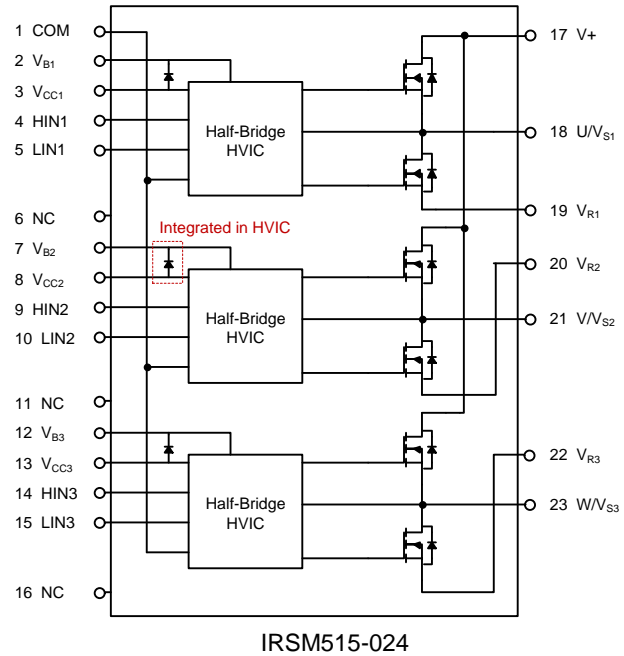 1 COM
2 VB1
3 VCC1
4 HIN1
5 LIN1
6 NC
7 VB2
8 VCC2
9 HIN2
10 LIN2
11 NC
12 VB3
13 VCC3
14 HIN3
15 LIN3
16 NC
Half-Bridge
HVIC
Integrated in HVIC
Half-Bridge
HVIC
Half-Bridge
HVIC
17 V+
18 U/VS1
19 VR1
20 VR2
21 V/VS2
22 VR3
23 W/VS3
IRSM515-024